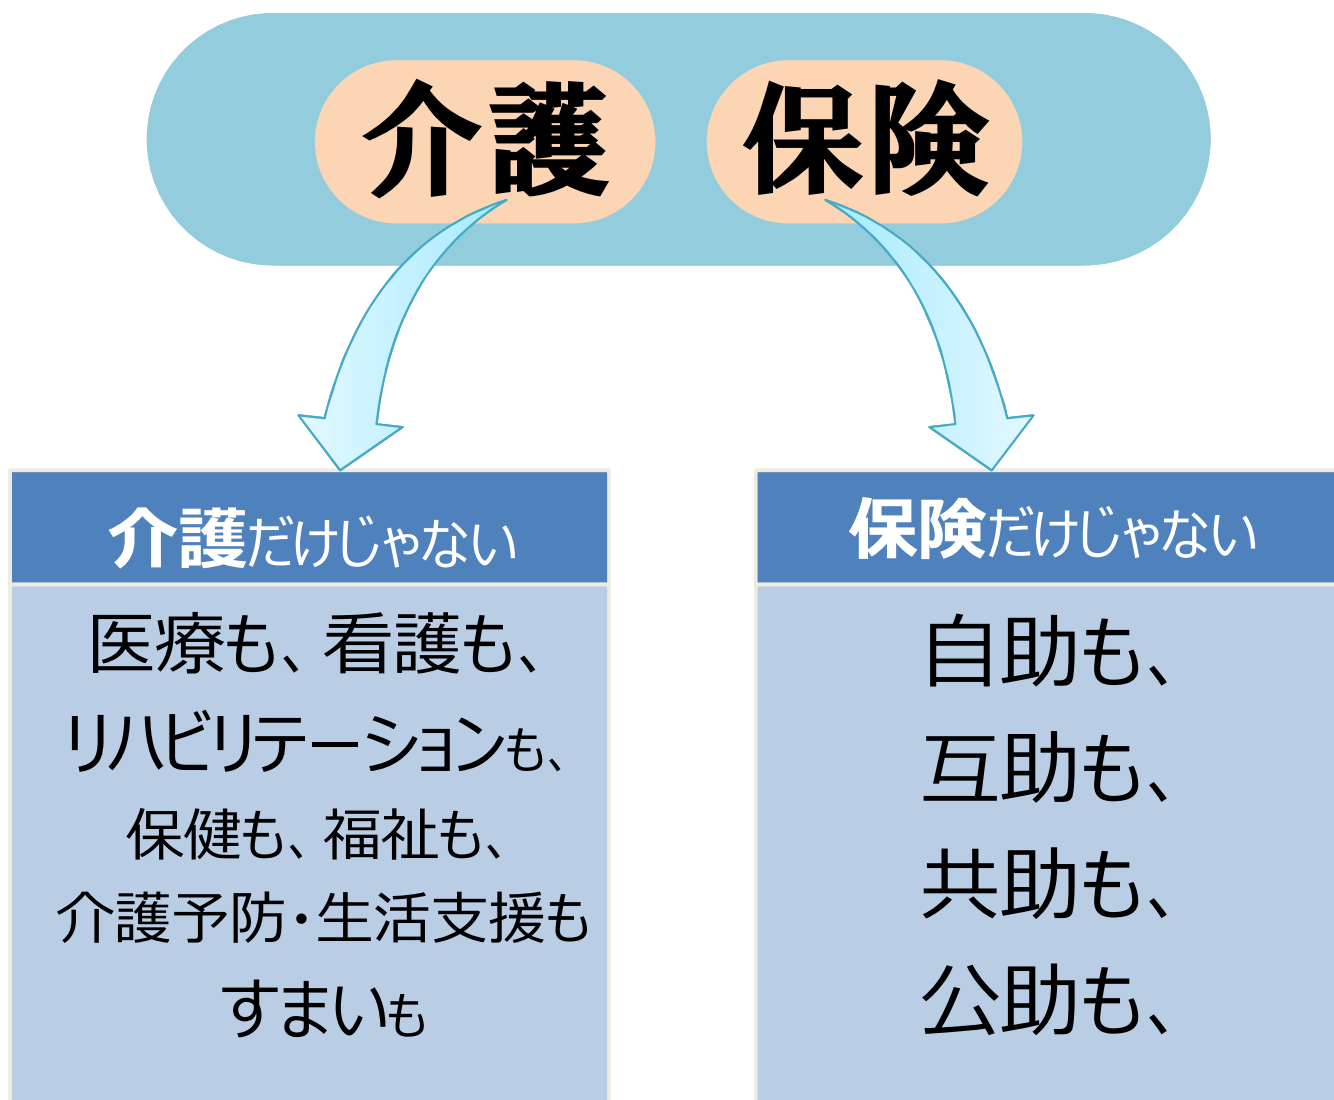 介護 保険
介護だけじゃない
医療も、看護も、
リハビリテーションも、
保健も、福祉も、
介護予防・生活支援も
すまいも
保険だけじゃない
自助も、
互助も、
共助も、
公助も、